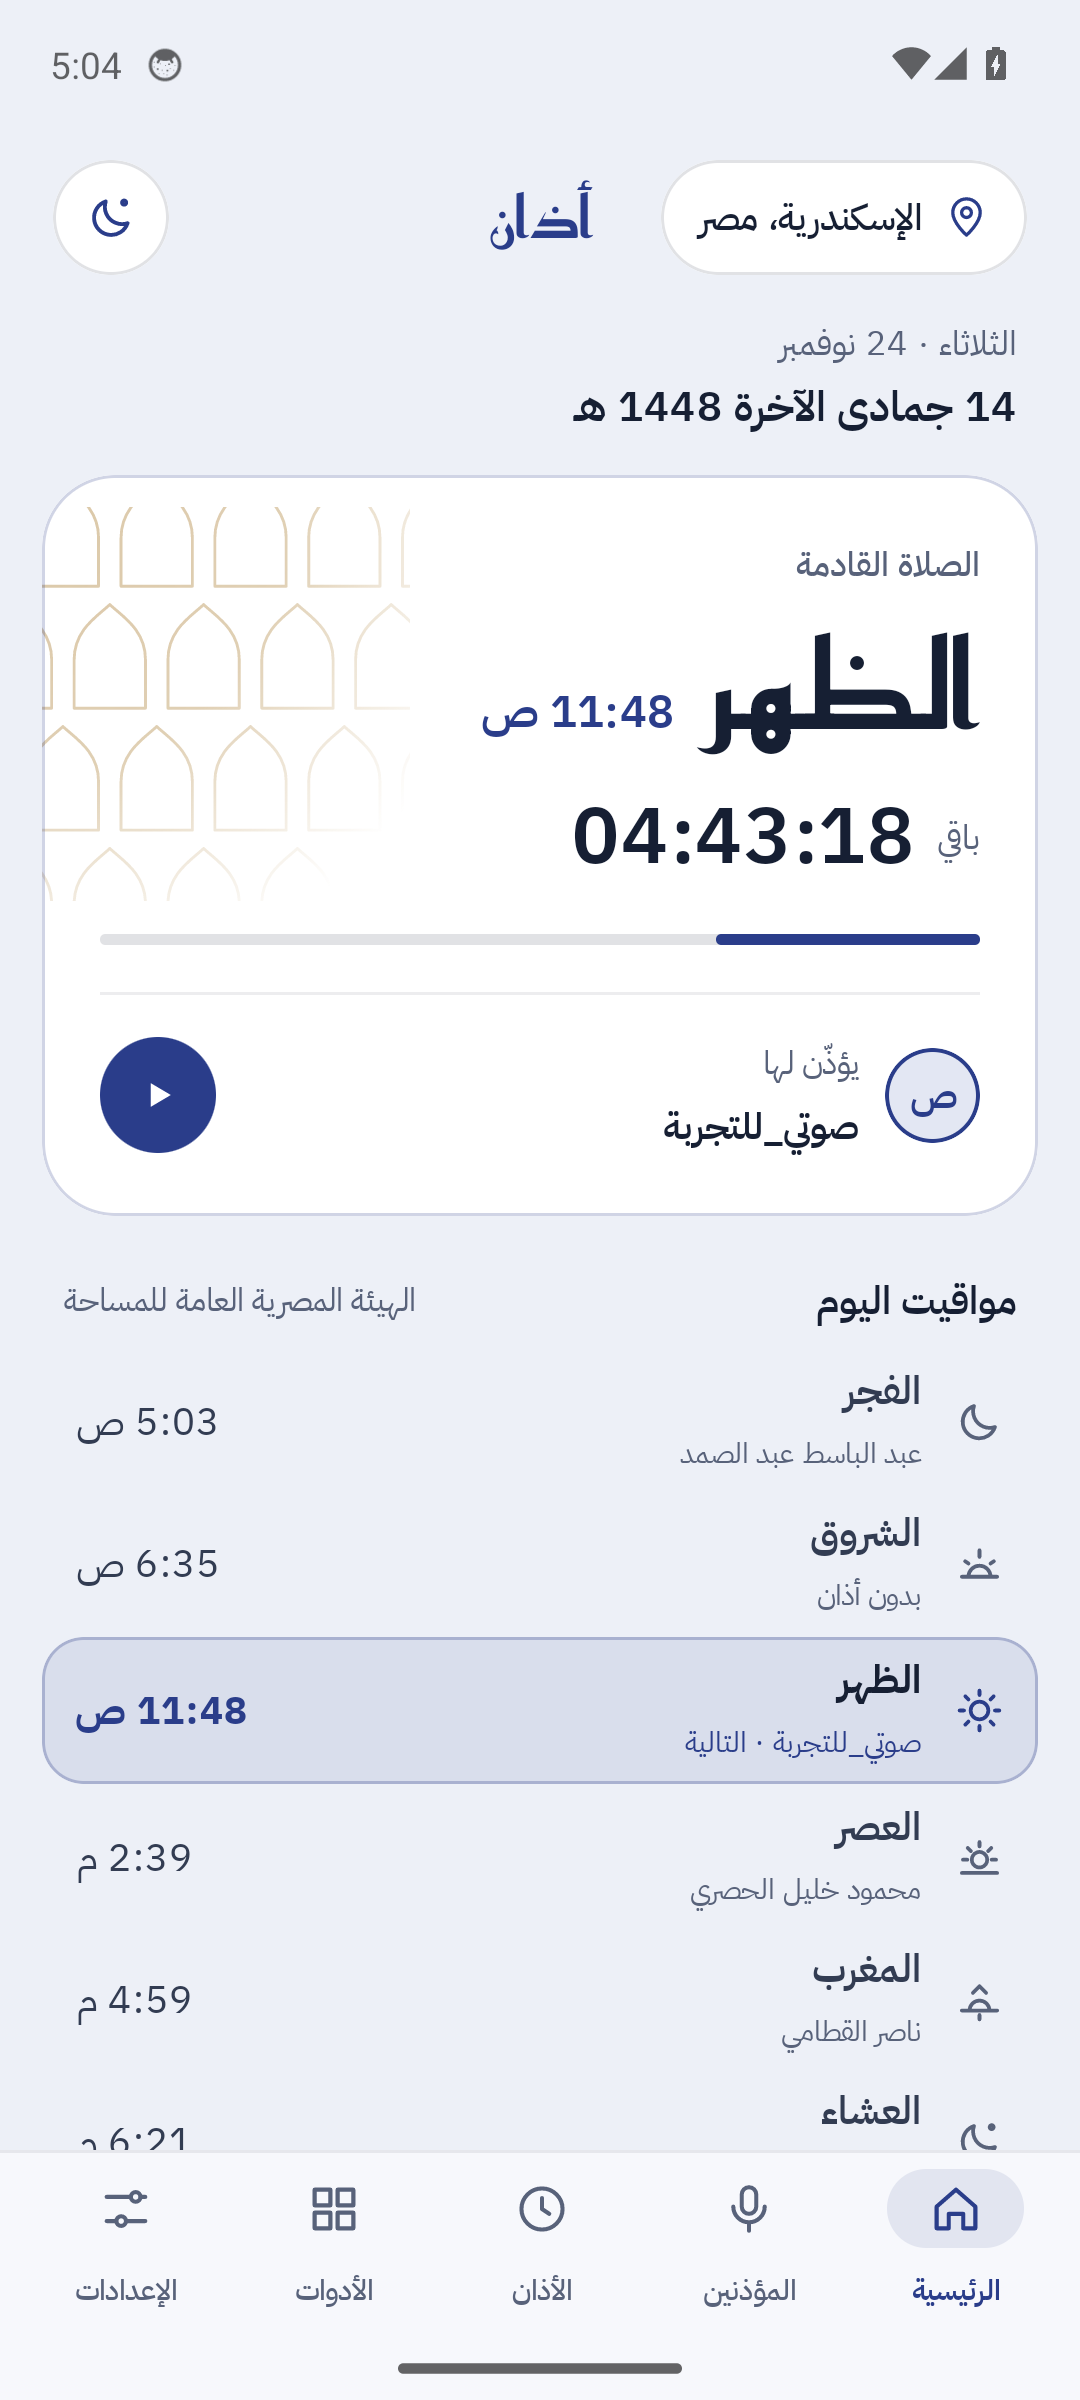 5:04
الإسكندرية، مصر
أذان
الثلاثاء · 24 نوفمبر
14 جمادى الآخرة 1448 هـ
الصلاة القادمة
الظهر 11:48 ص
باقي 04:43:18
ص
يؤذّن لها
صوتي_للتجربة
مواقيت اليوم
الهيئة المصرية العامة للمساحة
الفجر
عبد الباسط عبد الصمد
5:03 ص
الشروق
بدون أذان
6:35 ص
الظهر
صوتي_للتجربة · التالية
11:48 ص
العصر
محمود خليل الحصري
2:39 م
المغرب
ناصر القطامي
4:59 م
العشاء
6:21 م
الرئيسية
المؤذنين
الأذان
الأدوات
الإعدادات